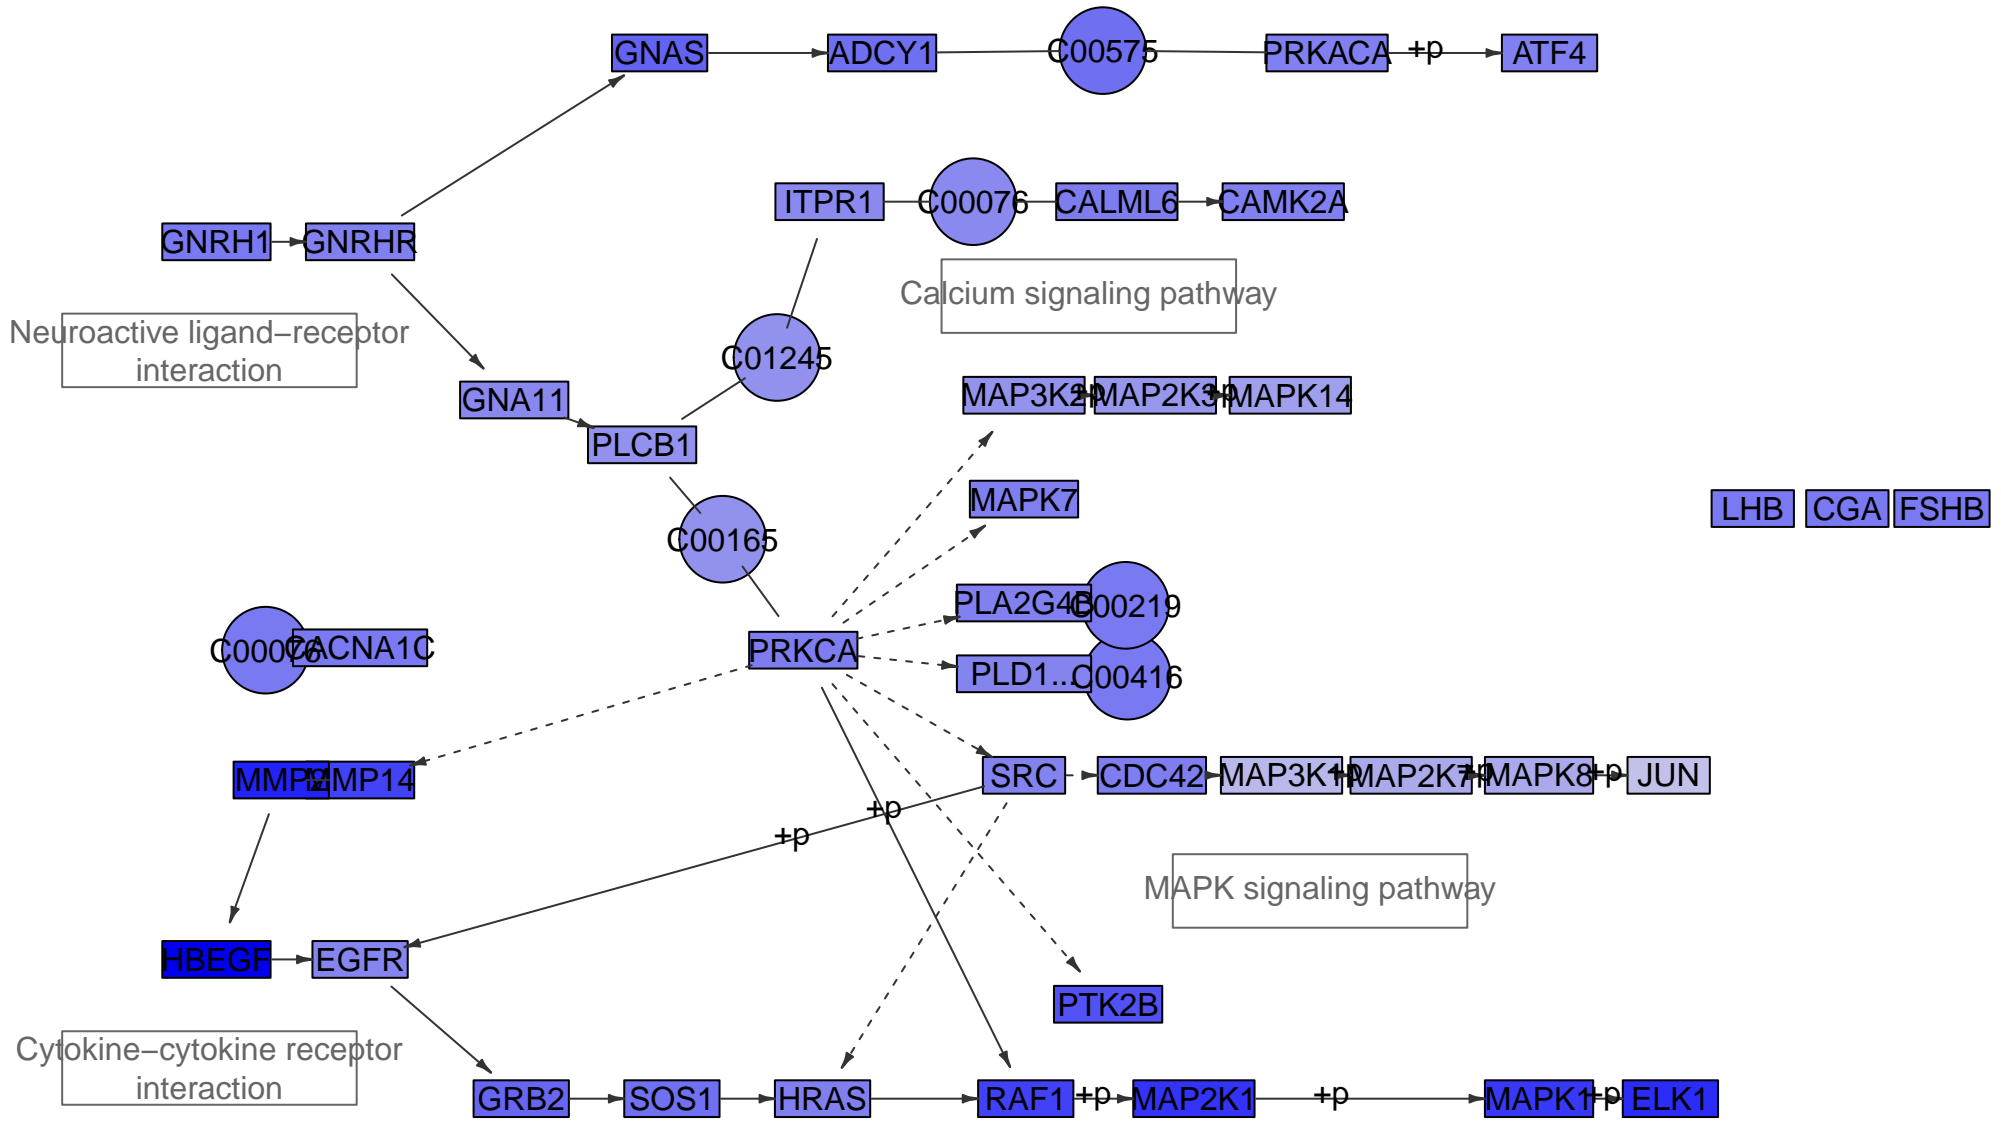 GNAS
ADCY1
C00575
PRKACA
+p
ATF4
ITPR1
C00076
CALML6
CAMK2A
GNRH1
GNRHR
Calcium signaling pathway
Neuroactive ligand–receptor
interaction
C01245
GNA11
MAP3K2
+p
MAP2K3
+p
MAPK14
PLCB1
MAPK7
LHB
CGA
FSHB
C00165
PLA2G4B
C00219
C00076
CACNA1C
PRKCA
PLD1...
C00416
MMP2
MMP14
SRC
CDC42
MAP3K1
+p
MAP2K7
+p
MAPK8
+p
JUN
+p
+p
MAPK signaling pathway
HBEGF
EGFR
PTK2B
Cytokine–cytokine receptor
interaction
GRB2
SOS1
HRAS
RAF1
+p
MAP2K1
+p
MAPK1
+p
ELK1